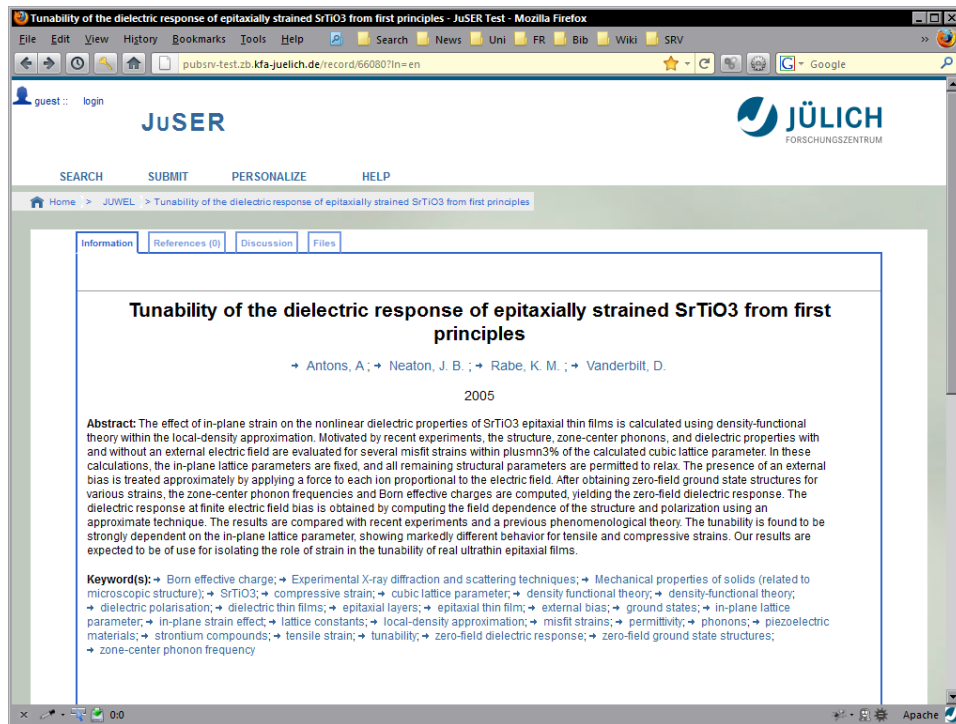 Tunability of the dielectric response of epitaxially strained SrTiO3 from first principles - JuSER Test - Mozilla Firefox
File Edit View History Bookmarks Tools Help Search News Uni FR Bib Wiki SRV »
pubsrv-test.zb.kfa-juelich.de/record/66080?ln=en Google
guest :: login
JuSER
JÜLICH
FORSCHUNGSZENTRUM
SEARCH SUBMIT PERSONALIZE HELP
Home > JUWEL > Tunability of the dielectric response of epitaxially strained SrTiO3 from first principles
Information References (0) Discussion Files
Tunability of the dielectric response of epitaxially strained SrTiO3 from first
principles
➔ Antons, A ; ➔ Neaton, J. B. ; ➔ Rabe, K. M. ; ➔ Vanderbilt, D.
2005
Abstract: The effect of in-plane strain on the nonlinear dielectric properties of SrTiO3 epitaxial thin films is calculated using density-functional
theory within the local-density approximation. Motivated by recent experiments, the structure, zone-center phonons, and dielectric properties with
and without an external electric field are evaluated for several misfit strains within plusmn3% of the calculated cubic lattice parameter. In these
calculations, the in-plane lattice parameters are fixed, and all remaining structural parameters are permitted to relax. The presence of an external
bias is treated approximately by applying a force to each ion proportional to the electric field. After obtaining zero-field ground state structures for
various strains, the zone-center phonon frequencies and Born effective charges are computed, yielding the zero-field dielectric response. The
dielectric response at finite electric field bias is obtained by computing the field dependence of the structure and polarization using an
approximate technique. The results are compared with recent experiments and a previous phenomenological theory. The tunability is found to be
strongly dependent on the in-plane lattice parameter, showing markedly different behavior for tensile and compressive strains. Our results are
expected to be of use for isolating the role of strain in the tunability of real ultrathin epitaxial films.
Keyword(s): ➔ Born effective charge; ➔ Experimental X-ray diffraction and scattering techniques; ➔ Mechanical properties of solids (related to
microscopic structure); ➔ SrTiO3; ➔ compressive strain; ➔ cubic lattice parameter; ➔ density functional theory; ➔ density-functional theory;
➔ dielectric polarisation; ➔ dielectric thin films; ➔ epitaxial layers; ➔ epitaxial thin film; ➔ external bias; ➔ ground states; ➔ in-plane lattice
parameter; ➔ in-plane strain effect; ➔ lattice constants; ➔ local-density approximation; ➔ misfit strains; ➔ permittivity; ➔ phonons; ➔ piezoelectric
materials; ➔ strontium compounds; ➔ tensile strain; ➔ tunability; ➔ zero-field dielectric response; ➔ zero-field ground state structures;
➔ zone-center phonon frequency
0:0 Apache